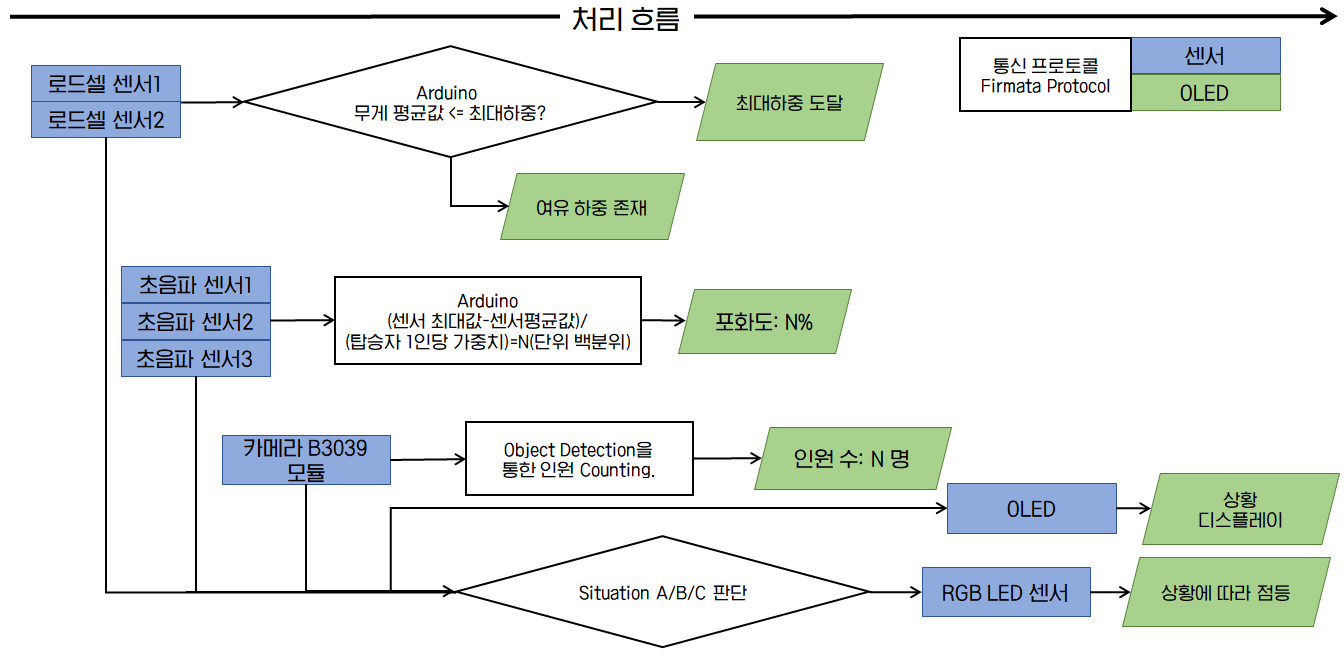 처리 흐름
로드셀 센서1
로드셀 센서2
Arduino
무게 평균값 <= 최대하중?
최대하중 도달
통신 프로토콜
Firmata Protocol
센서
OLED
여유 하중 존재
초음파 센서1
초음파 센서2
초음파 센서3
Arduino
(센서 최대값-센서평균값)/
(탑승자 1인당 가중치)=N(단위 백분위)
포화도: N%
카메라 B3039
모듈
Object Detection을
통한 인원 Counting.
인원 수: N 명
OLED
상황
디스플레이
Situation A/B/C 판단
RGB LED 센서
상황에 따라 점등